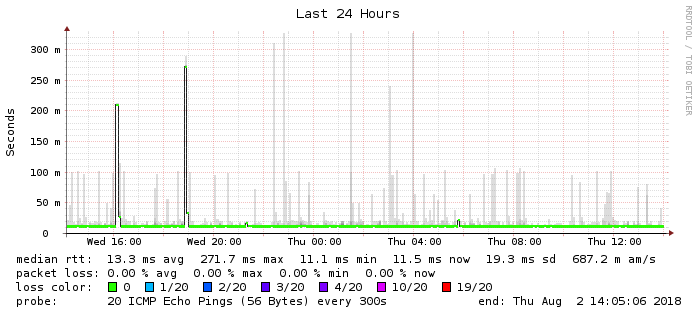 Last 24 Hours
RRDTOOL / TOBI OETIKER
Seconds
300 m
250 m
200 m
150 m
100 m
50 m
0
Wed 16:00 Wed 20:00 Thu 00:00 Thu 04:00 Thu 08:00 Thu 12:00
median rtt: 13.3 ms avg 271.7 ms max 11.1 ms min 11.5 ms now 19.3 ms sd 687.2 m am/s
packet loss: 0.00 % avg 0.00 % max 0.00 % min 0.00 % now
loss color: 0 1/20 2/20 3/20 4/20 10/20 19/20
probe: 20 ICMP Echo Pings (56 Bytes) every 300s end: Thu Aug 2 14:05:06 2018